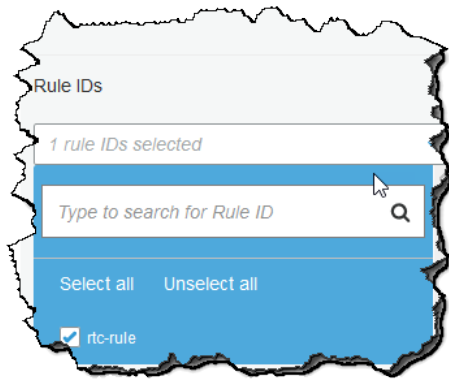 Rule IDs
1 rule IDs selected
Type to search for Rule ID
Select all Unselect all
rtc-rule